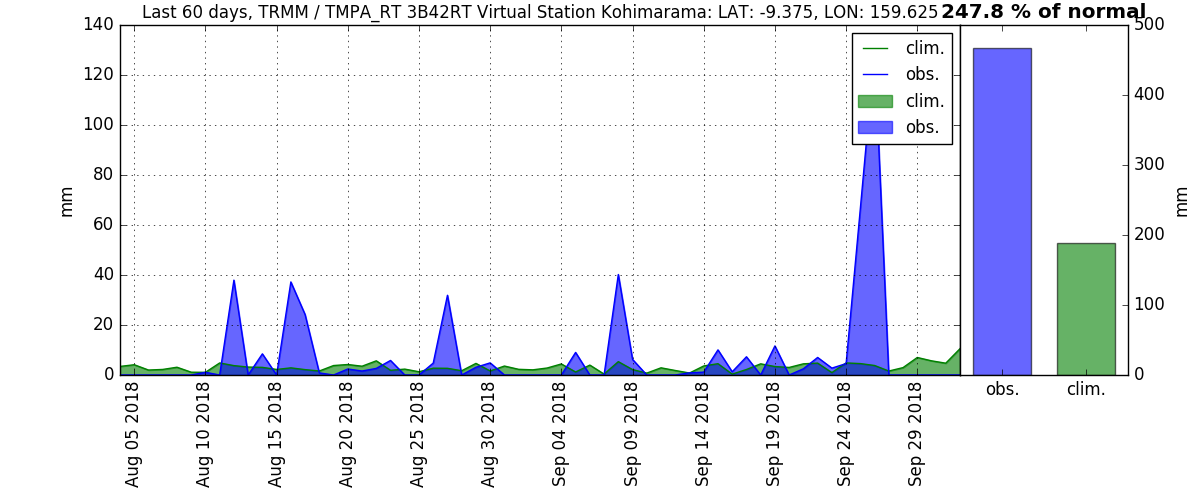 Last 60 days, TRMM / TMPA_RT 3B42RT Virtual Station Kohimarama: LAT: -9.375, LON: 159.625
247.8 % of normal
140
120
100
80
60
40
20
0
mm
clim.
obs.
clim.
obs.
Aug 05 2018
Aug 10 2018
Aug 15 2018
Aug 20 2018
Aug 25 2018
Aug 30 2018
Sep 04 2018
Sep 09 2018
Sep 14 2018
Sep 19 2018
Sep 24 2018
Sep 29 2018
500
400
300
200
100
0
mm
obs.
clim.